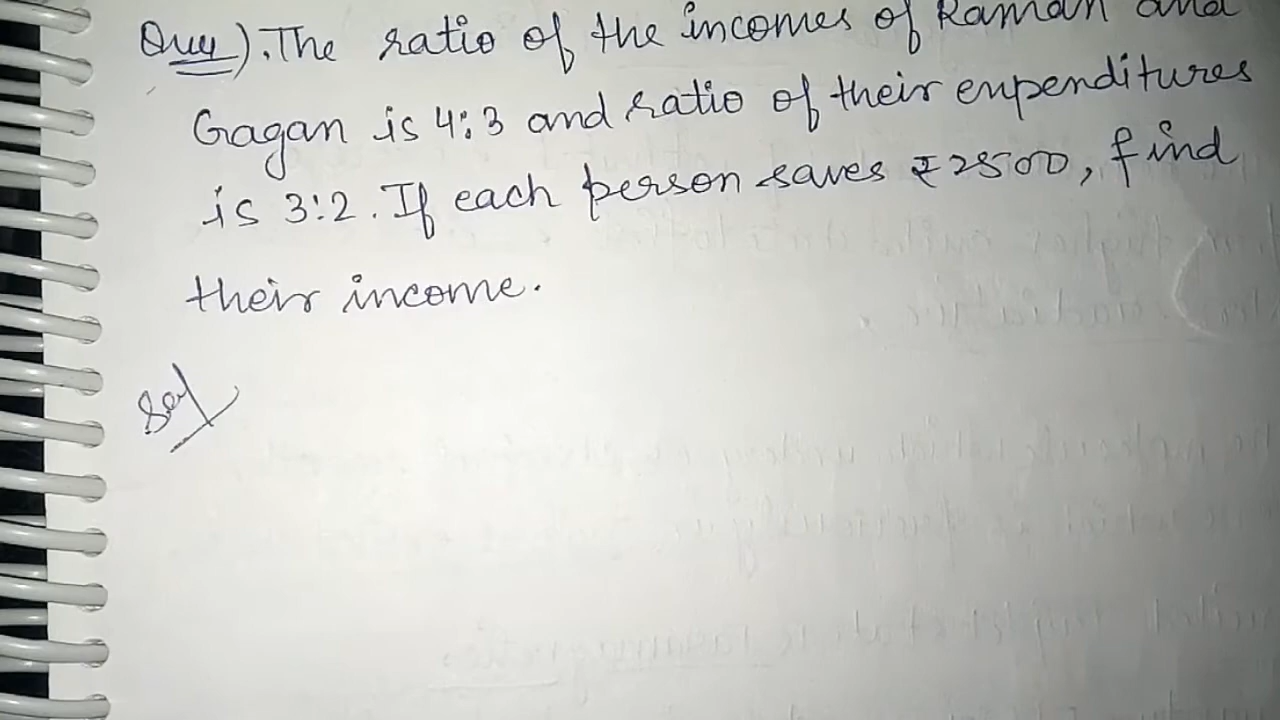 Ques).The ratio of the incomes of Raman and
Gagan is 4:3 and ratio of their expenditures
is 3:2. If each person saves ₹2500, find
their income.
Sol